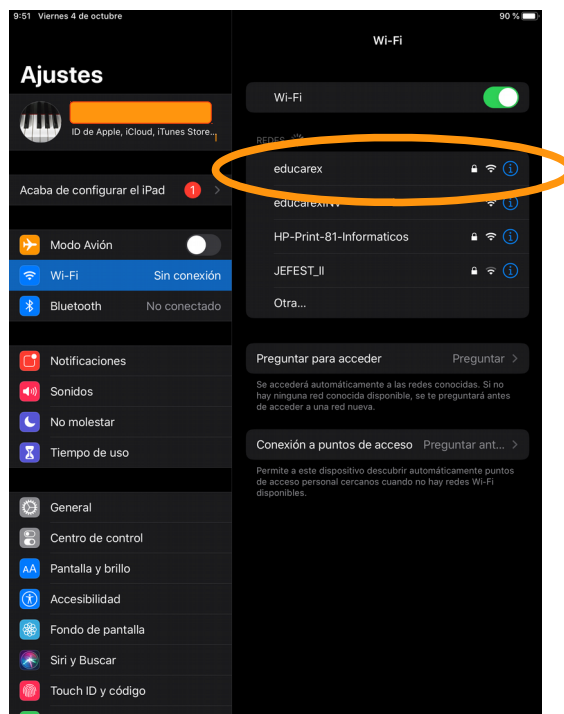 9:51 Viernes 4 de octubre
90 %
Ajustes
ID de Apple, iCloud, iTunes Store...
Acaba de configurar el iPad 1
Modo Avión
Wi-Fi Sin conexión
Bluetooth No conectado
Notificaciones
Sonidos
No molestar
Tiempo de uso
General
Centro de control
AA Pantalla y brillo
Accesibilidad
Fondo de pantalla
Siri y Buscar
Touch ID y código
Wi-Fi
Wi-Fi
REDES
educarex
educarexINV
HP-Print-81-Informaticos
JEFEST_II
Otra...
Preguntar para acceder Preguntar
Se accederá automáticamente a las redes conocidas. Si no
hay ninguna red conocida disponible, se te preguntará antes
de acceder a una red nueva.
Conexión a puntos de acceso Preguntar ant...
Permite a este dispositivo descubrir automáticamente puntos
de acceso personal cercanos cuando no hay redes Wi-Fi
disponibles.